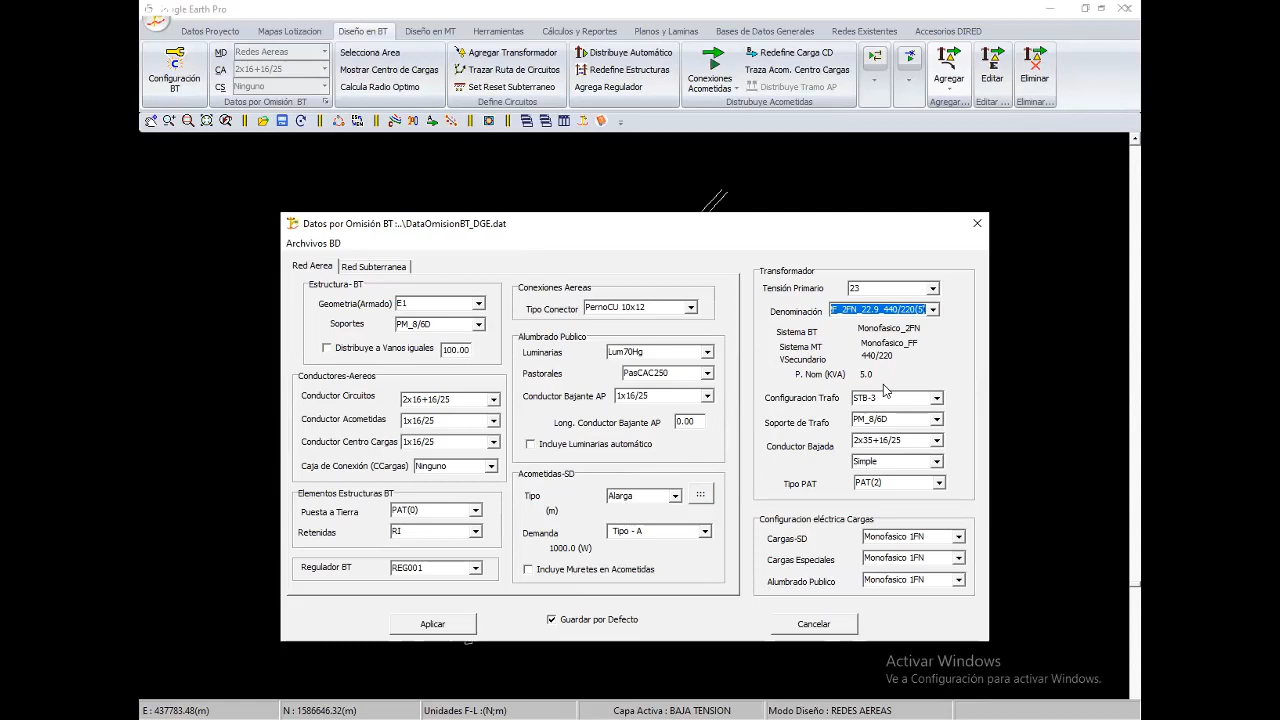 Google Earth Pro
Datos Proyecto
Mapas Lotizacion
Diseño en BT
Diseño en MT
Herramientas
Cálculos y Reportes
Planos y Laminas
Bases de Datos Generales
Redes Existentes
Accesorios DIRED
Configuración
BT
MD
Redes Aereas
CA
2x16+16/25
CS
Ninguno
Datos por Omisión BT
Selecciona Area
Mostrar Centro de Cargas
Calcula Radio Optimo
Agregar Transformador
Trazar Ruta de Circuitos
Set Reset Subterraneo
Define Circuitos
Distribuye Automático
Redefine Estructuras
Agrega Regulador
Conexiones
Acometidas
Redefine Carga CD
Traza Acom. Centro Cargas
Distribuye Tramo AP
Distrubuye Acometidas
Agregar
Agregar...
Editar
Editar ...
Eliminar
Eliminar...
Datos por Omisión BT :..\DataOmisionBT_DGE.dat
Archivos BD
Red Aerea
Red Subterranea
Estructura- BT
Geometria(Armado)
E1
Soportes
PM_8/6D
Distribuye a Vanos iguales
100.00
Conductores-Aereos
Conductor Circuitos
2x16+16/25
Conductor Acometidas
1x16/25
Conductor Centro Cargas
1x16/25
Caja de Conexión (CCargas)
Ninguno
Elementos Estructuras BT
Puesta a Tierra
PAT(0)
Retenidas
RI
Regulador BT
REG001
Conexiones Aereas
Tipo Conector
PernoCU 10x12
Alumbrado Publico
Luminarias
Lum70Hg
Pastorales
PasCAC250
Conductor Bajante AP
1x16/25
Long. Conductor Bajante AP
0.00
Incluye Luminarias automático
Acometidas-SD
Tipo
Alarga
(m)
Demanda
Tipo - A
1000.0 (W)
Incluye Muretes en Acometidas
Transformador
Tensión Primario
23
Denominación
F_2FN_22.9_440/220(5)
Sistema BT
Monofasico_2FN
Sistema MT
Monofasico_FF
VSecundario
440/220
P. Nom (KVA)
5.0
Configuracion Trafo
STB-3
Soporte de Trafo
PM_8/6D
Conductor Bajada
2x35+16/25
Simple
Tipo PAT
PAT(2)
Configuracion eléctrica Cargas
Cargas-SD
Monofasico 1FN
Cargas Especiales
Monofasico 1FN
Alumbrado Publico
Monofasico 1FN
Aplicar
Guardar por Defecto
Cancelar
Activar Windows
Ve a Configuración para activar Windows.
E : 437783.48(m)
N : 1586646.32(m)
Unidades F-L :(N;m)
Capa Activa : BAJA TENSION
Modo Diseño : REDES AEREAS